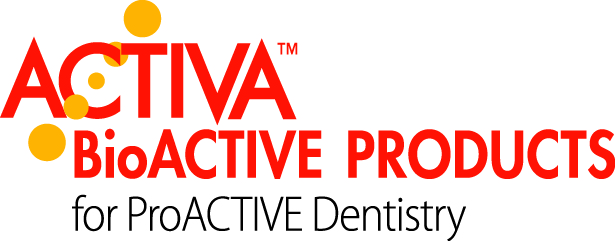 ACTIVA™
BioACTIVE PRODUCTS
for ProACTIVE Dentistry